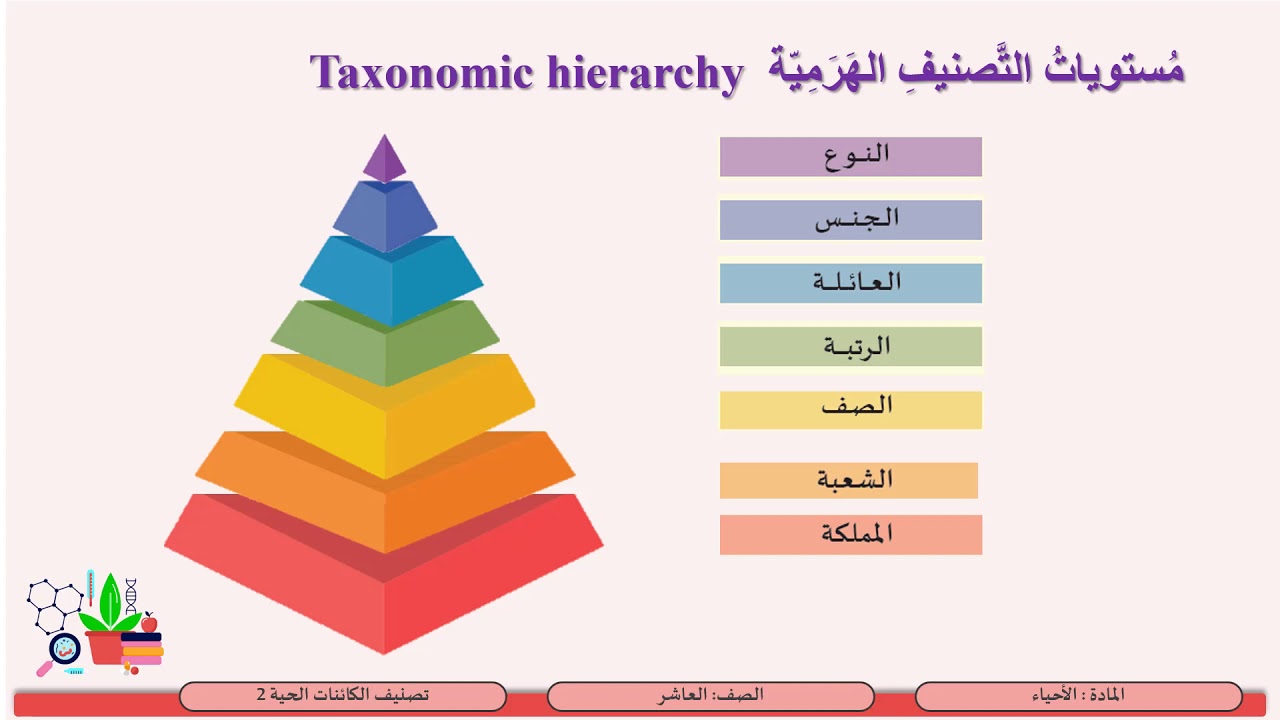 مُستوياتُ التَّصنيفِ الهَرَمِيّة Taxonomic hierarchy
النوع
الجنس
العائلة
الرتبة
الصف
الشعبة
المملكة
المادة : الأحياء
الصف: العاشر
تصنيف الكائنات الحية 2